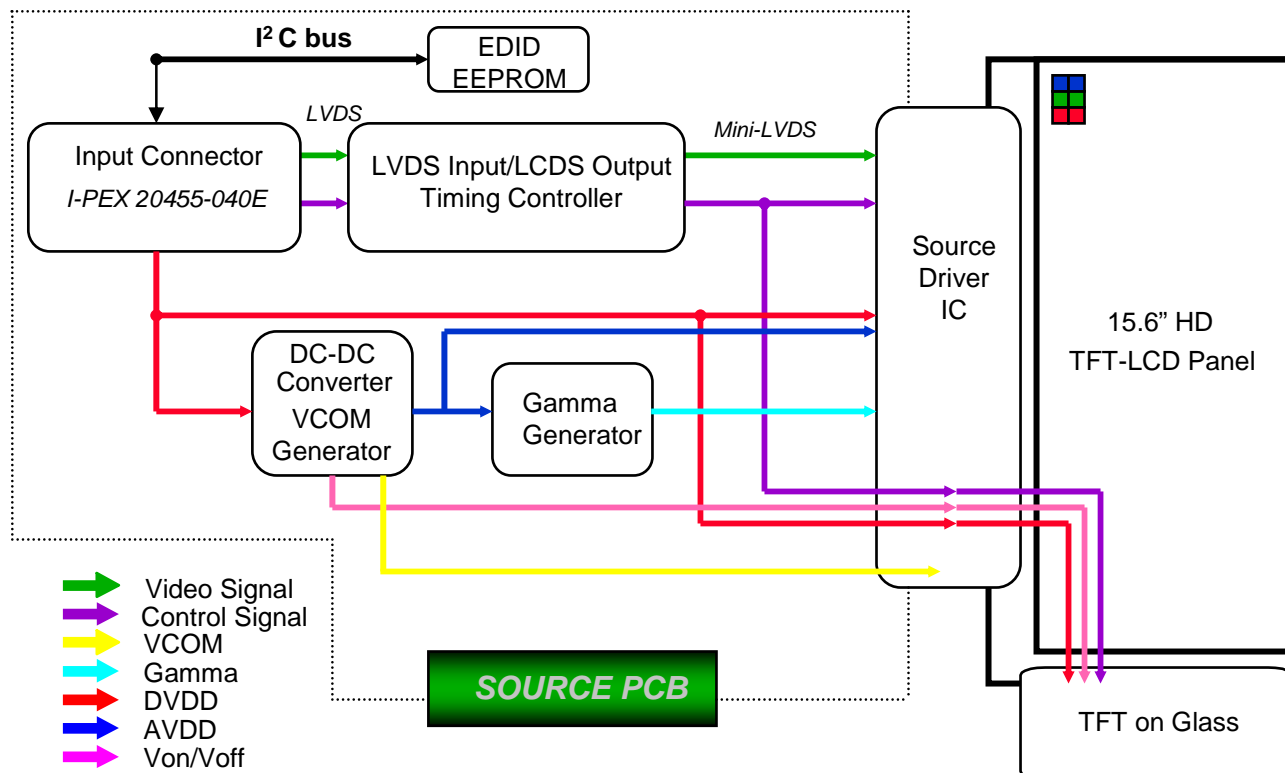 I² C bus
EDID
EEPROM
LVDS
Mini-LVDS
Input Connector
I-PEX 20455-040E
LVDS Input/LCDS Output
Timing Controller
Source
Driver
IC
15.6” HD
TFT-LCD Panel
DC-DC
Converter
VCOM
Generator
Gamma
Generator
Video Signal
Control Signal
VCOM
Gamma
DVDD
AVDD
Von/Voff
SOURCE PCB
TFT on Glass